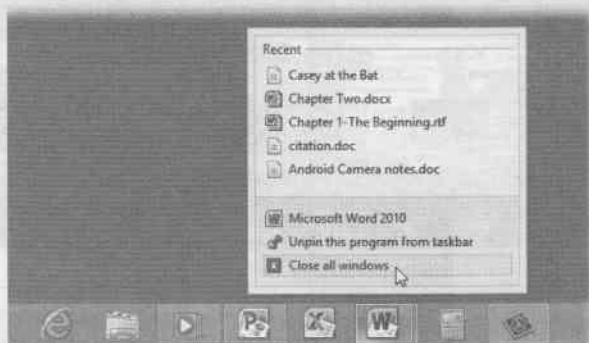 Recent
Casey at the Bat
Chapter Two.docx
Chapter 1-The Beginning.rtf
citation.doc
Android Camera notes.doc
Microsoft Word 2010
Unpin this program from taskbar
Close all windows